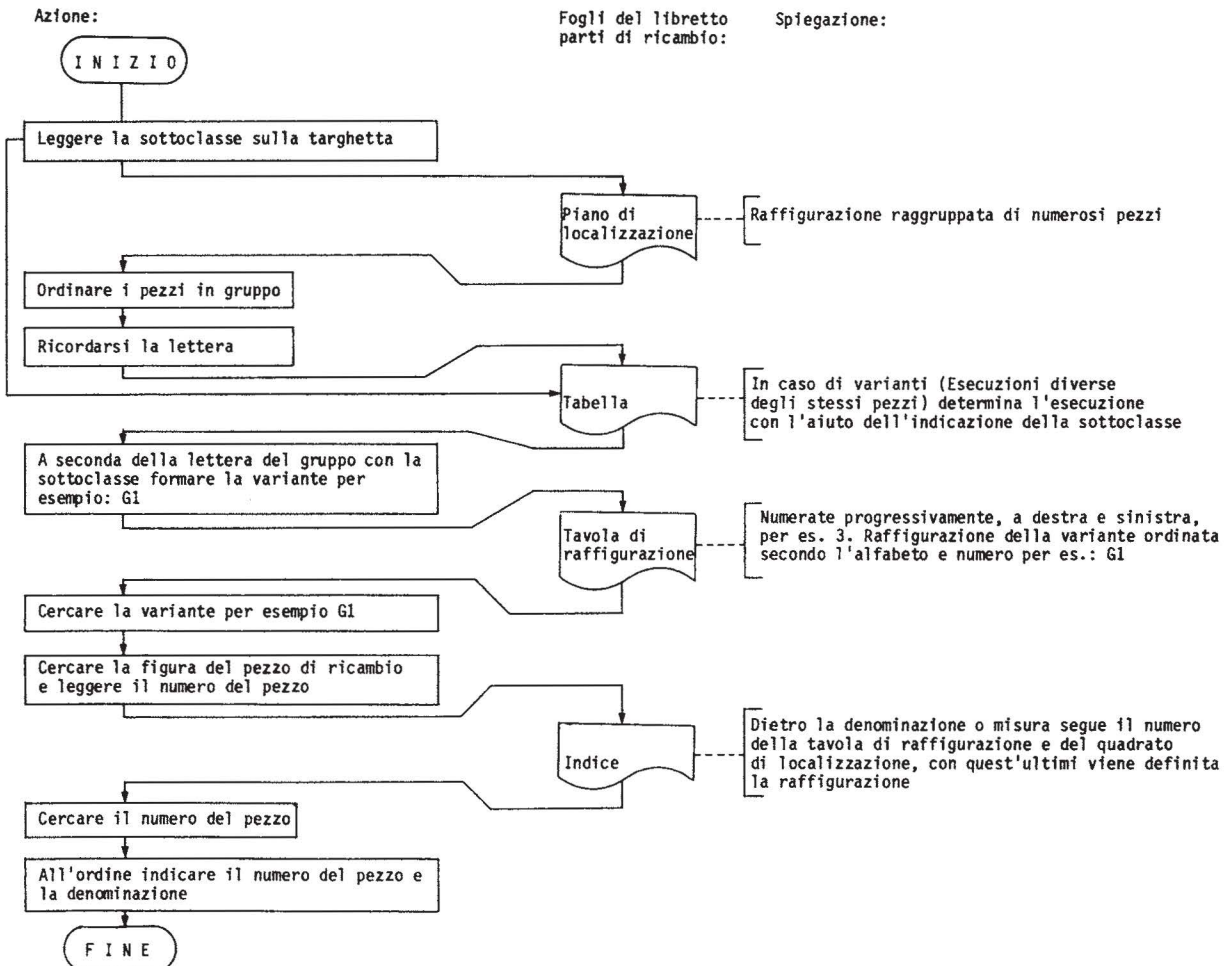 Azione:
Fogli del libretto
parti di ricambio:
Spiegazione:
INIZIO
Leggere la sottoclasse sulla targhetta
Piano di
localizzazione
Raffigurazione raggruppata di numerosi pezzi
Ordinare i pezzi in gruppo
Ricordarsi la lettera
Tabella
In caso di varianti (Esecuzioni diverse
degli stessi pezzi) determina l'esecuzione
con l'aiuto dell'indicazione della sottoclasse
A seconda della lettera del gruppo con la
sottoclasse formare la variante per
esempio: G1
Tavola di
raffigurazione
Numerate progressivamente, a destra e sinistra,
per es. 3. Raffigurazione della variante ordinata
secondo l'alfabeto e numero per es.: G1
Cercare la variante per esempio G1
Cercare la figura del pezzo di ricambio
e leggere il numero del pezzo
Indice
Dietro la denominazione o misura segue il numero
della tavola di raffigurazione e del quadrato
di localizzazione, con quest'ultimi viene definita
la raffigurazione
Cercare il numero del pezzo
All'ordine indicare il numero del pezzo e
la denominazione
FINE